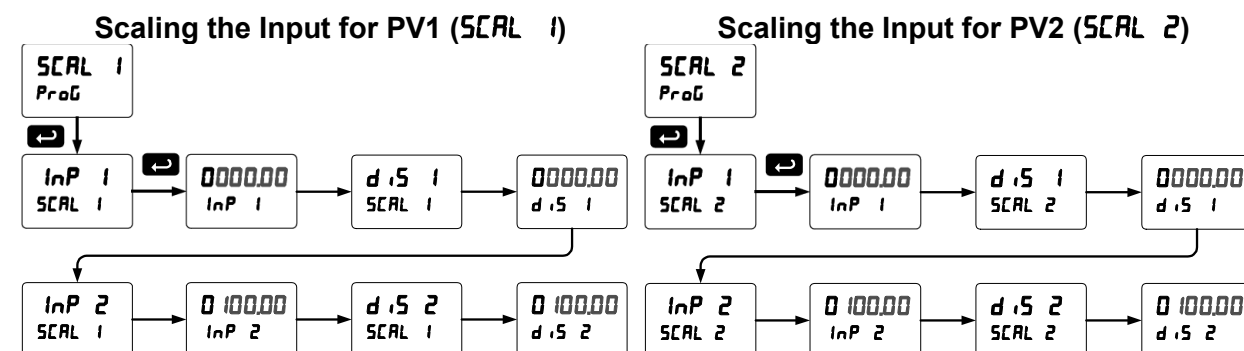 Scaling the Input for PV1 (SCAL 1)
SCAL 1
ProG
InP 1
SCAL 1
0000.00
InP 1
diS 1
SCAL 1
0000.00
diS 1
InP 2
SCAL 1
0100.00
InP 2
diS 2
SCAL 1
0100.00
diS 2
Scaling the Input for PV2 (SCAL 2)
SCAL 2
ProG
InP 1
SCAL 2
0000.00
InP 1
diS 1
SCAL 2
0000.00
diS 1
InP 2
SCAL 2
0100.00
InP 2
diS 2
SCAL 2
0100.00
diS 2